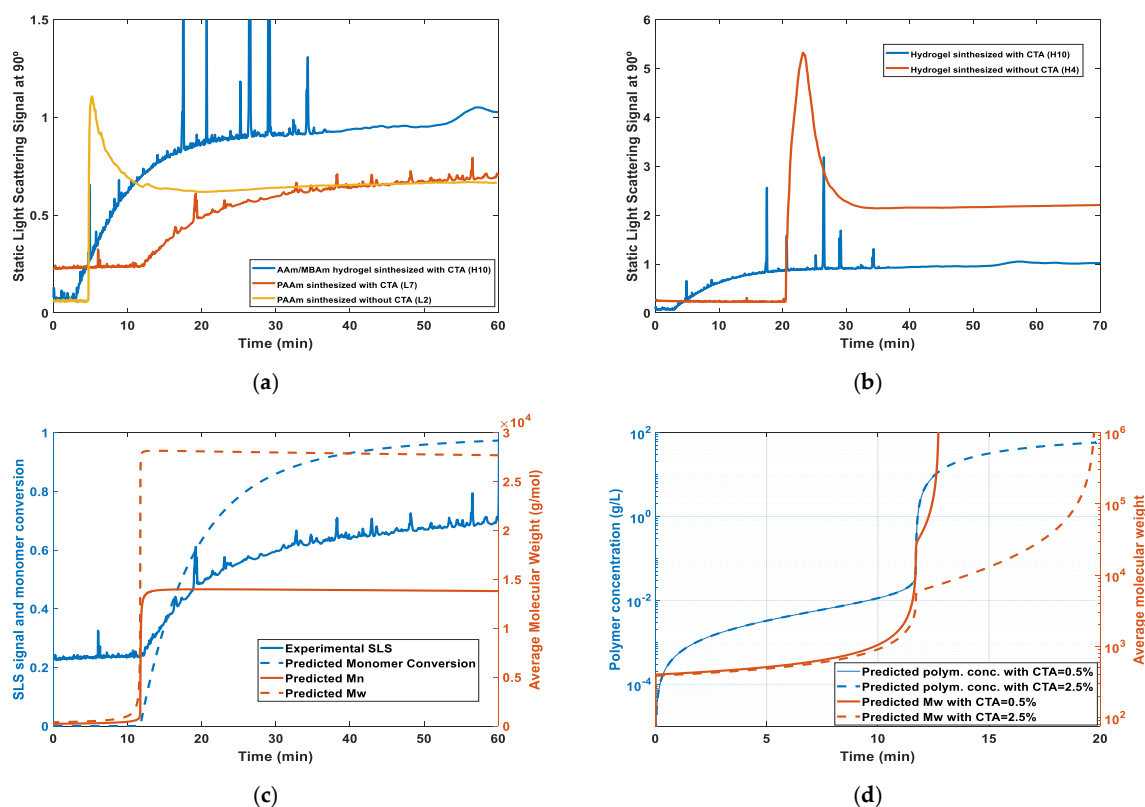 Static Light Scattering Signal at 90º
1.5
1
0.5
0
0 10 20 30 40 50 60
Time (min)
AAm/MBAm hydrogel sinthesized with CTA (H10)
PAAm sinthesized with CTA (L7)
PAAm sinthesized without CTA (L2)
(a)
Static Light Scattering Signal at 90º
6
5
4
3
2
1
0
0 10 20 30 40 50 60 70
Time (min)
Hydrogel sinthesized with CTA (H10)
Hydrogel sinthesized without CTA (H4)
(b)
SLS signal and monomer conversion
1
0.8
0.6
0.4
0.2
0
0 10 20 30 40 50 60
Time (min)
Average Molecular Weight (g/mol)
3 ×10⁴
2.5
2
1.5
1
0.5
0
Experimental SLS
Predicted Monomer Conversion
Predicted Mn
Predicted Mw
(c)
Polymer concentration (g/L)
10²
10⁰
10⁻²
10⁻⁴
0 5 10 15 20
Time (min)
Average molecular weight
10⁶
10⁵
10⁴
10³
10²
Predicted polym. conc. with CTA=0.5%
Predicted polym. conc. with CTA=2.5%
Predicted Mw with CTA=0.5%
Predicted Mw with CTA=2.5%
(d)